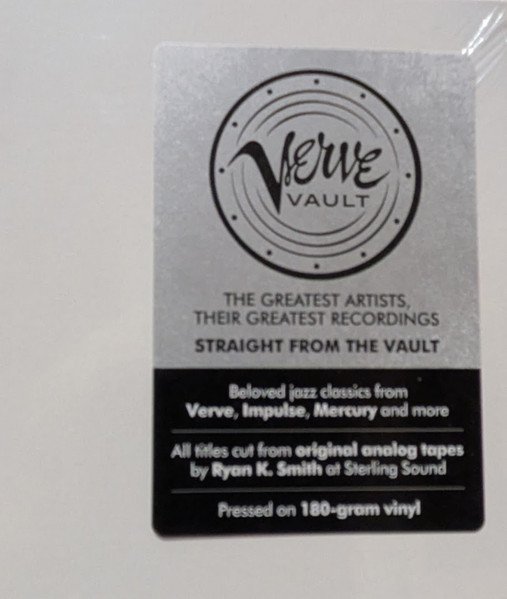 Verve
VAULT
THE GREATEST ARTISTS,
THEIR GREATEST RECORDINGS
STRAIGHT FROM THE VAULT
Beloved jazz classics from
Verve, Impulse, Mercury and more
All titles cut from original analog tapes
by Ryan K. Smith at Sterling Sound
Pressed on 180-gram vinyl